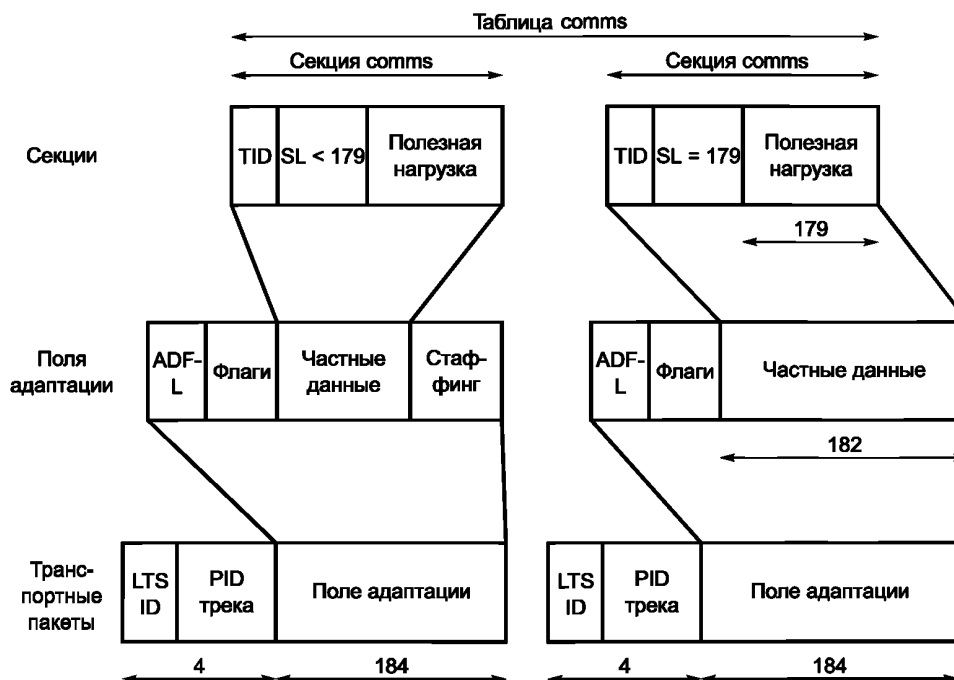 Таблица comms
Секция comms
Секция comms
Секции
TID
SL < 179
Полезная
нагрузка
TID
SL = 179
Полезная
нагрузка
179
Поля
адаптации
ADF-
L
Флаги
Частные
данные
Стаф-
финг
ADF-
L
Флаги
Частные данные
182
Транс-
портные
пакеты
LTS
ID
PID
трека
Поле адаптации
LTS
ID
PID
трека
Поле адаптации
4
184
4
184